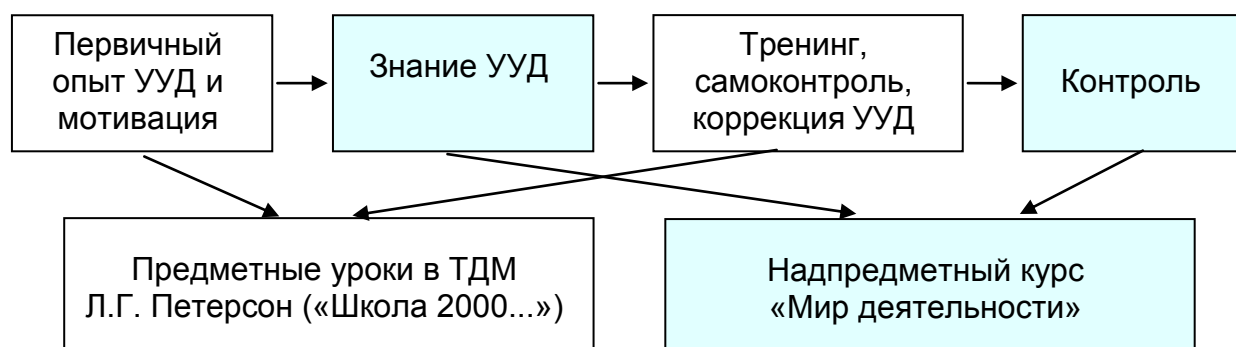 Первичный
опыт УУД и
мотивация
Знание УУД
Тренинг,
самоконтроль,
коррекция УУД
Контроль
Предметные уроки в ТДМ
Л.Г. Петерсон («Школа 2000...»)
Надпредметный курс
«Мир деятельности»